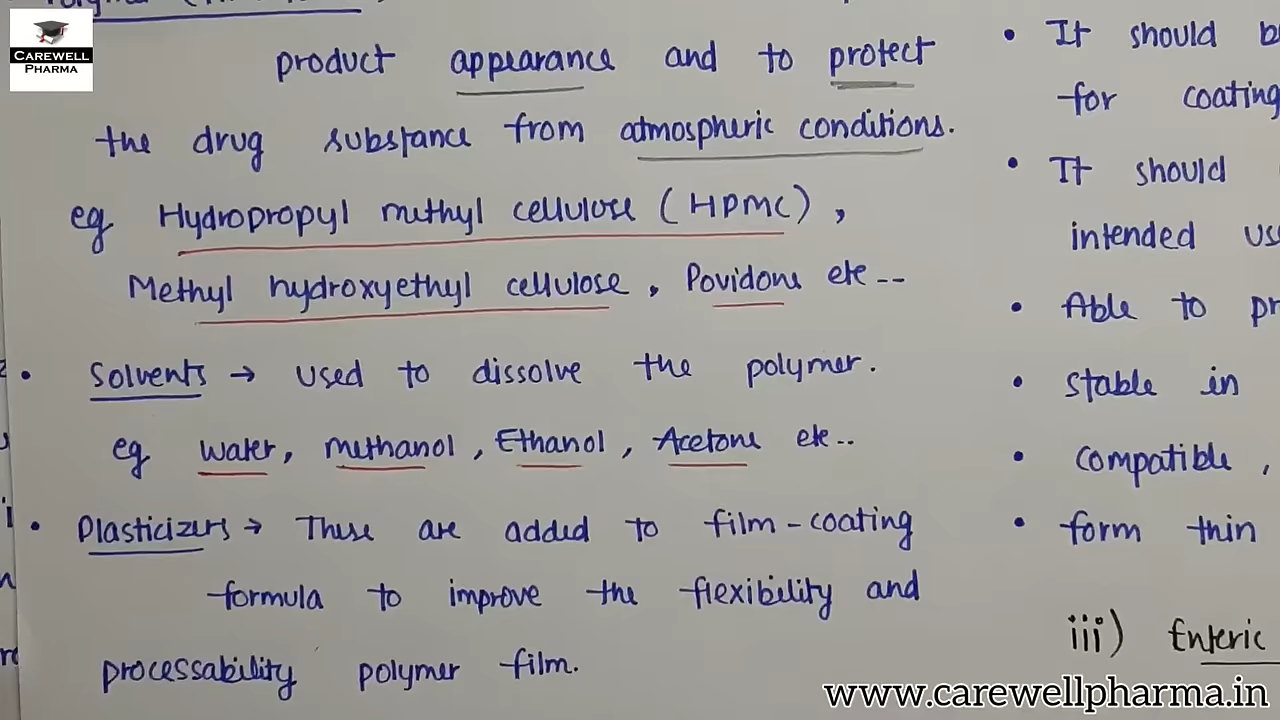 CAREWELL
PHARMA
product appearance and to protect
the drug substance from atmospheric conditions.
eg Hydropropyl methyl cellulose (HPMC),
Methyl hydroxyethyl cellulose, Povidone etc--
• Solvents → used to dissolve the polymer.
eg water, methanol, Ethanol, Acetone etc..
• Plasticizers → These are added to film-coating
formula to improve the flexibility and
processability polymer film.
• It should
for coating
• It should
intended
• Able to
• stable in
• compatible,
• form thin
iii) Enteric
www.carewellpharma.in